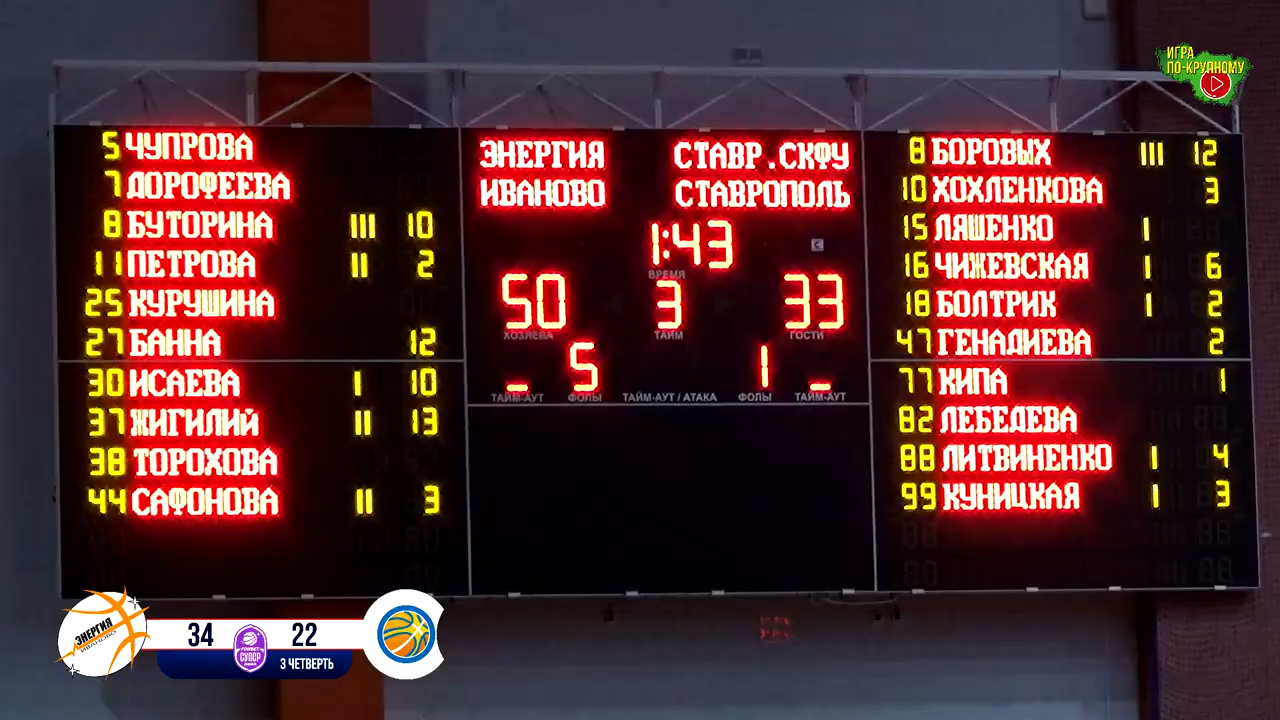 ИГРА
ПО-КРУПНОМУ
5 ЧУПРОВА
7 ДОРОФЕЕВА
8 БУТОРИНА III 10
11 ПЕТРОВА II 2
25 КУРУШИНА
27 БАННА 12
30 ИСАЕВА I 10
37 ЖИГИЛИЙ II 13
38 ТОРОХОВА
44 САФОНОВА II 3
ЭНЕРГИЯ СТАВР.СКФУ
ИВАНОВО СТАВРОПОЛЬ
1:43
ВРЕМЯ
50 3 33
ХОЗЯЕВА ТАЙМ ГОСТИ
_ 5 1 _
ТАЙМ-АУТ ФОЛЫ ТАЙМ-АУТ / АТАКА ФОЛЫ ТАЙМ-АУТ
8 БОРОВЫХ III 12
10 ХОХЛЕНКОВА 3
15 ЛЯШЕНКО I
16 ЧИЖЕВСКАЯ I 6
18 БОЛТРИК I 2
47 ГЕНАДИЕВА 2
77 КИПА 1
82 ЛЕБЕДЕВА
88 ЛИТВИНЕНКО I 4
99 КУНИЦКАЯ I 3
ЭНЕРГИЯ
ИВАНОВО
34 22
СУПЕР
3 ЧЕТВЕРТЬ